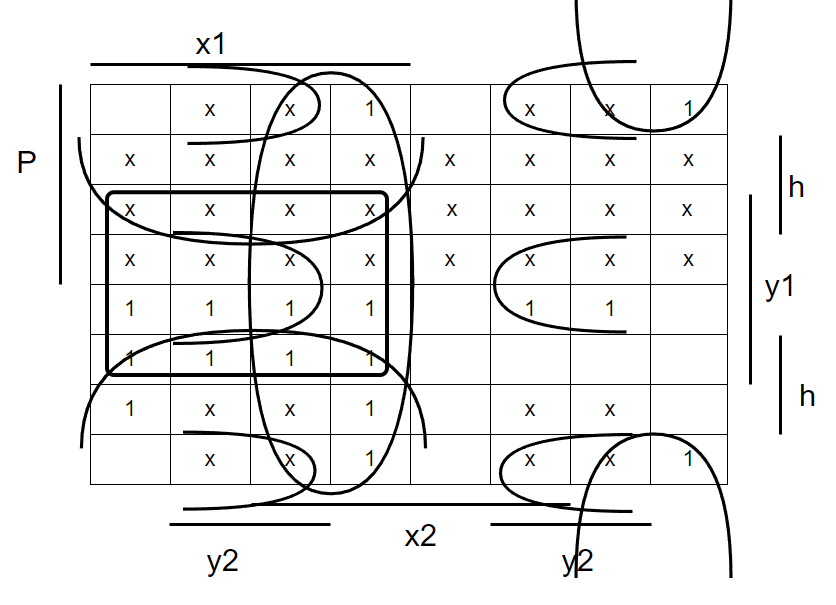 x1
x x 1 x x 1
P
x x x x x x x x
h
x x x x x x x x
x x x x x x x x
y1
1 1 1 1 1 1
1 1 1 1
h
1 x x 1 x x
x x 1 x x 1
x2
y2 y2